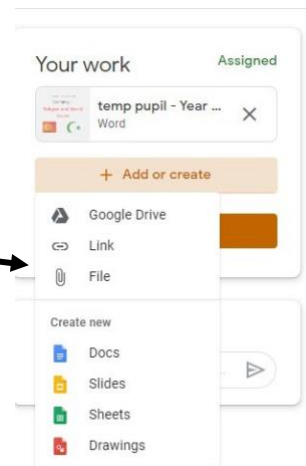 Your work
Assigned
temp pupil - Year ...
Word
+ Add or create
Google Drive
Link
File
Create new
Docs
Slides
Sheets
Drawings